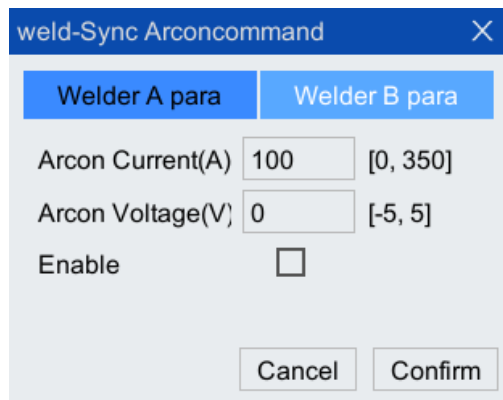 weld-Sync Arconcommand
Welder A para Welder B para
Arcon Current(A) 100 [0, 350]
Arcon Voltage(V) 0 [-5, 5]
Enable
Cancel Confirm